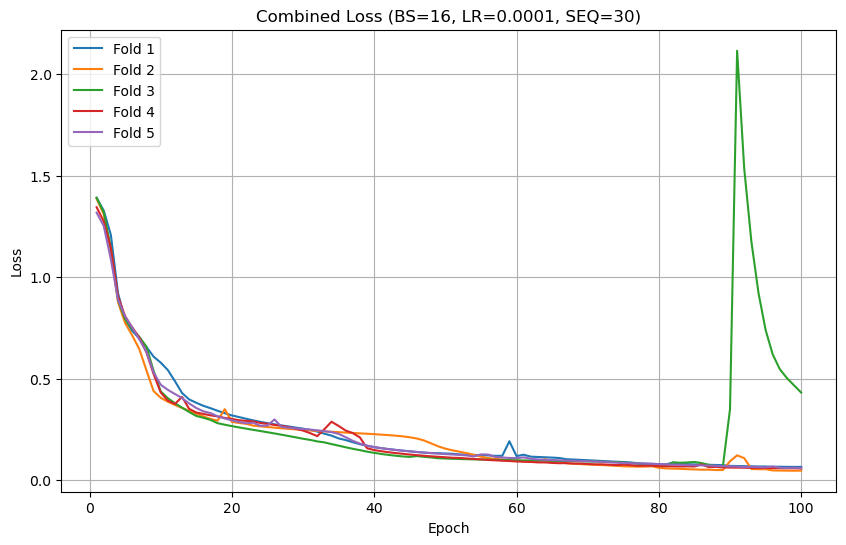 Combined Loss (BS=16, LR=0.0001, SEQ=30)
Fold 1
Fold 2
Fold 3
Fold 4
Fold 5
2.0
1.5
1.0
0.5
0.0
Loss
0 20 40 60 80 100
Epoch